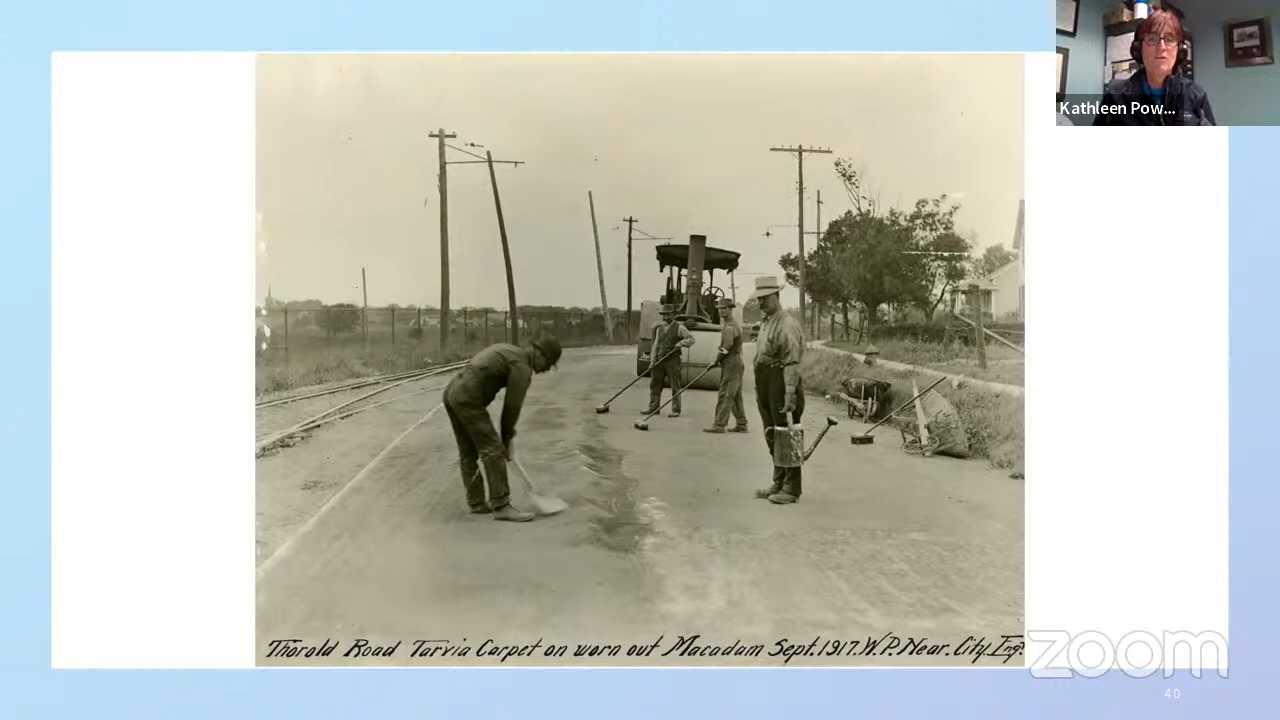 Kathleen Pow...
Thorold Road Tarvia Carpet on worn out Macadam Sept. 1917. W.P. Near. City Engr.
zoom
40